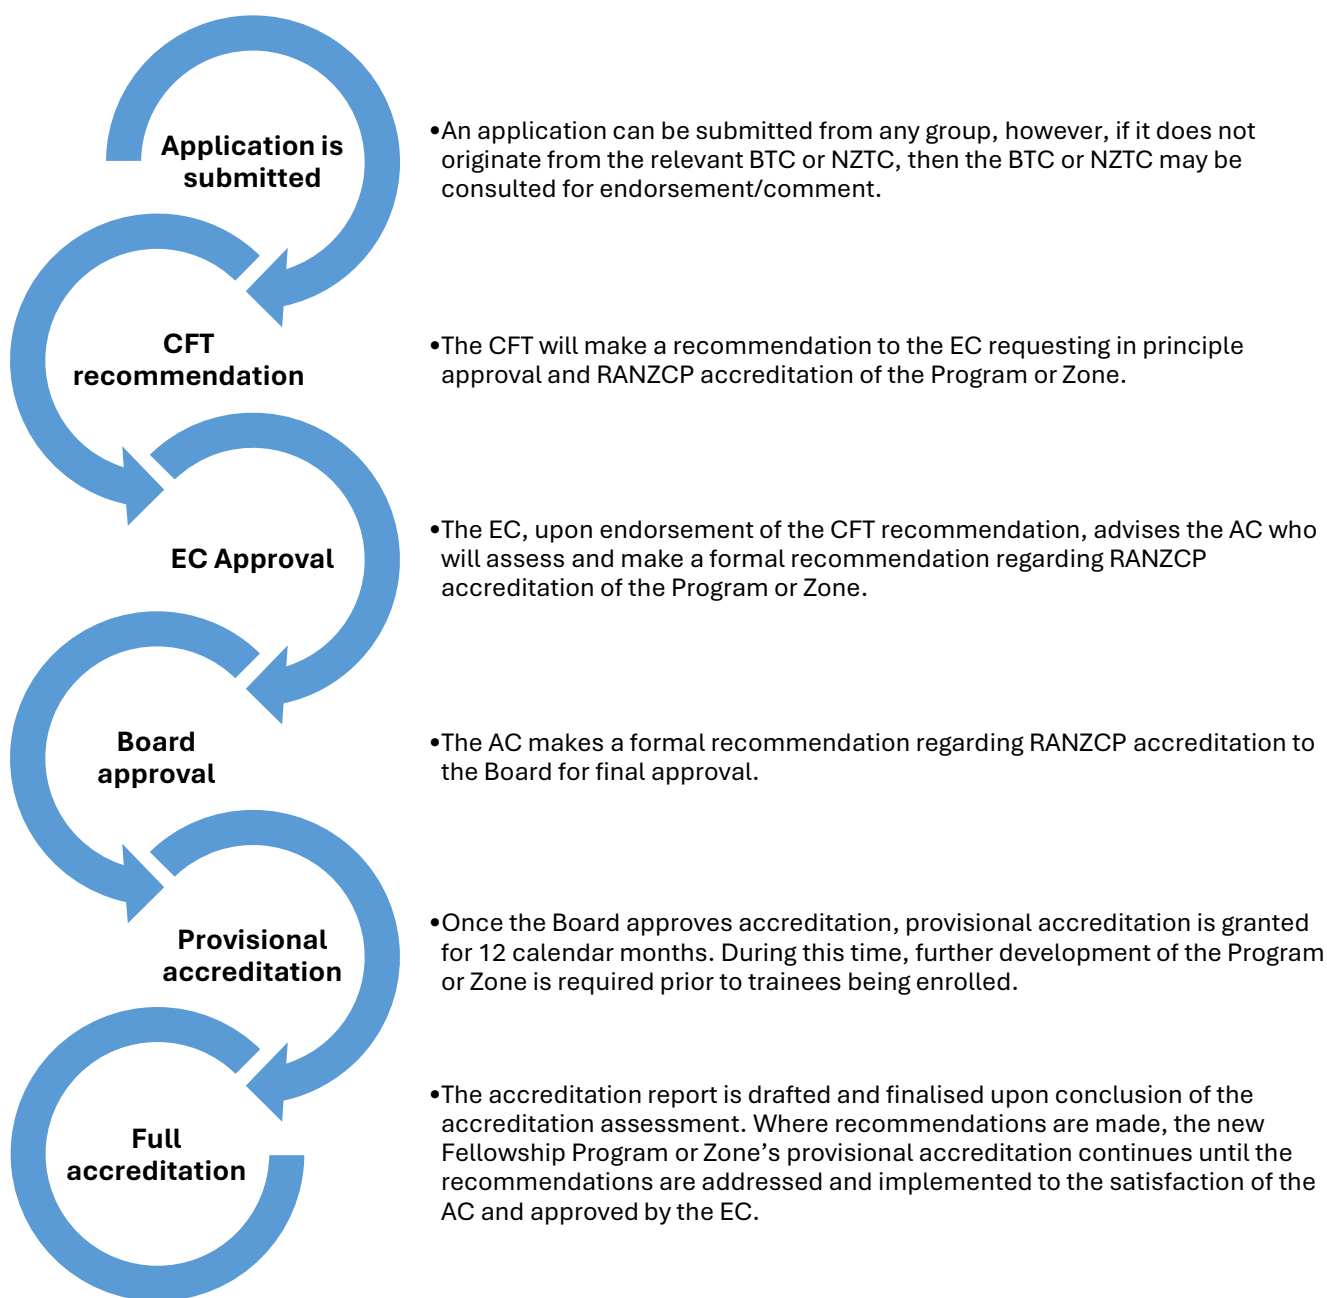 Application is
submitted
•An application can be submitted from any group, however, if it does not
originate from the relevant BTC or NZTC, then the BTC or NZTC may be
consulted for endorsement/comment.
CFT
recommendation
•The CFT will make a recommendation to the EC requesting in principle
approval and RANZCP accreditation of the Program or Zone.
EC Approval
•The EC, upon endorsement of the CFT recommendation, advises the AC who
will assess and make a formal recommendation regarding RANZCP
accreditation of the Program or Zone.
Board
approval
•The AC makes a formal recommendation regarding RANZCP accreditation to
the Board for final approval.
Provisional
accreditation
•Once the Board approves accreditation, provisional accreditation is granted
for 12 calendar months. During this time, further development of the Program
or Zone is required prior to trainees being enrolled.
Full
accreditation
•The accreditation report is drafted and finalised upon conclusion of the
accreditation assessment. Where recommendations are made, the new
Fellowship Program or Zone’s provisional accreditation continues until the
recommendations are addressed and implemented to the satisfaction of the
AC and approved by the EC.